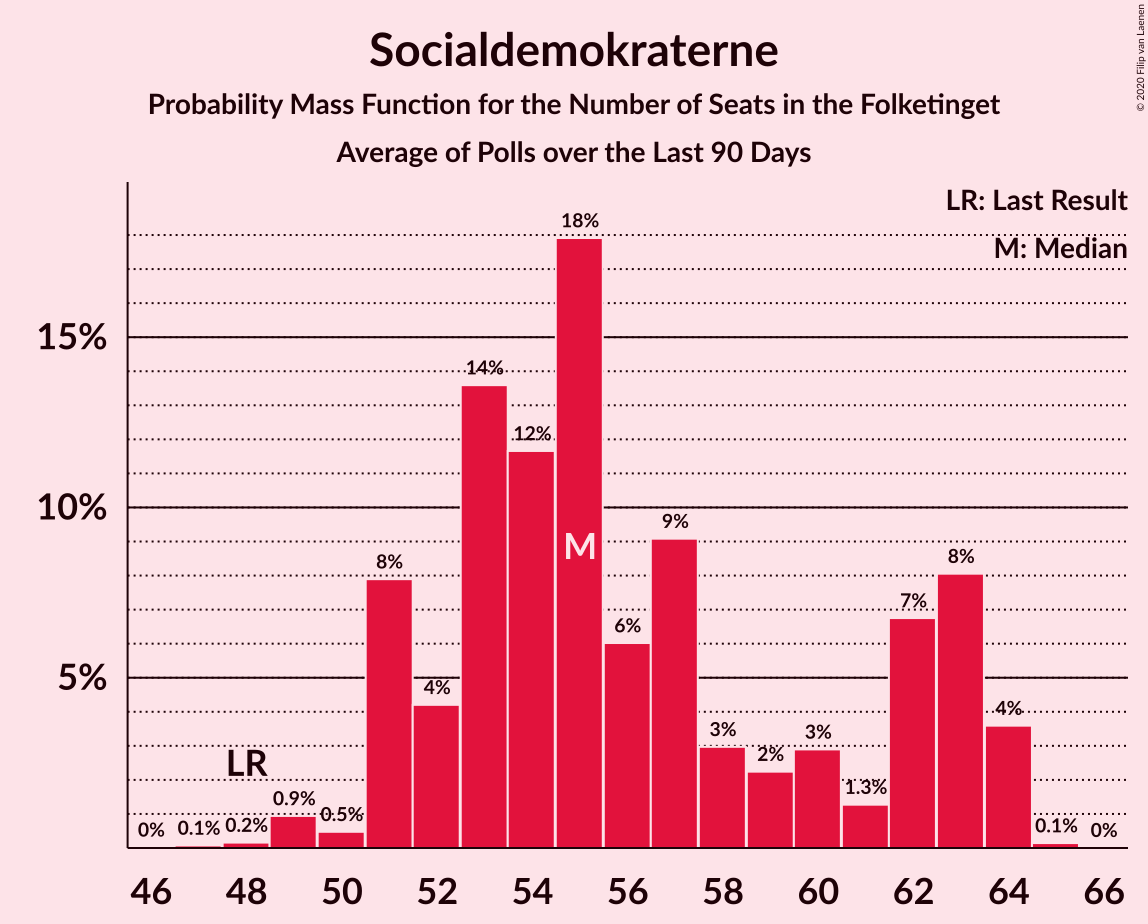 Socialdemokraterne
Probability Mass Function for the Number of Seats in the Folketinget
Average of Polls over the Last 90 Days
© 2020 Filip van Laenen
LR: Last Result
M: Median
18%
15%
14%
12%
10%
9%
M
8%
8%
7%
6%
5%
4%
4%
3%
3%
2%
LR
1.3%
0.9%
0.5%
0% 0.1% 0.2% 0.1% 0%
46 48 50 52 54 56 58 60 62 64 66